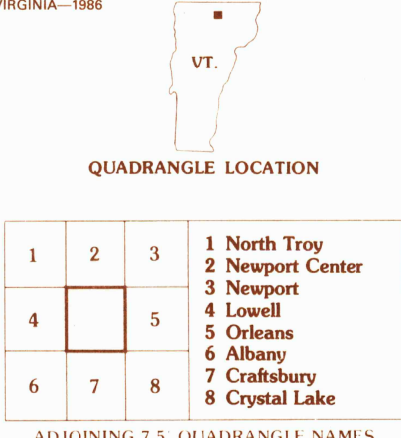 VIRGINIA—1986
VT.
QUADRANGLE LOCATION
1 2 3
4 5
6 7 8
1 North Troy
2 Newport Center
3 Newport
4 Lowell
5 Orleans
6 Albany
7 Craftsbury
8 Crystal Lake
ADJOINING 7.5' QUADRANGLE NAMES